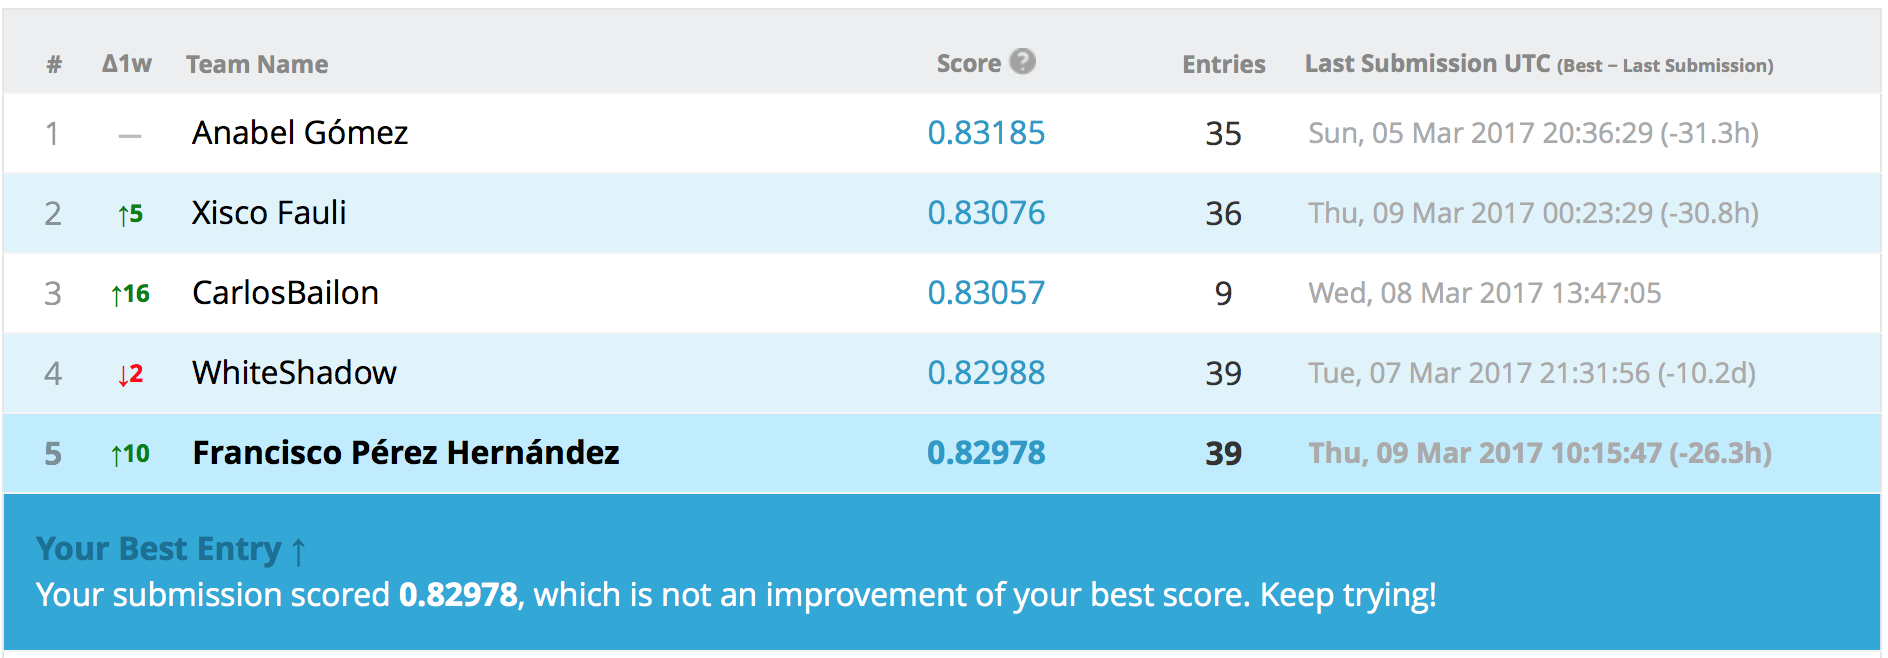 # Δ1w Team Name Score ? Entries Last Submission UTC (Best − Last Submission)
1 — Anabel Gómez 0.83185 35 Sun, 05 Mar 2017 20:36:29 (-31.3h)
2 ↑5 Xisco Fauli 0.83076 36 Thu, 09 Mar 2017 00:23:29 (-30.8h)
3 ↑16 CarlosBailon 0.83057 9 Wed, 08 Mar 2017 13:47:05
4 ↓2 WhiteShadow 0.82988 39 Tue, 07 Mar 2017 21:31:56 (-10.2d)
5 ↑10 Francisco Pérez Hernández 0.82978 39 Thu, 09 Mar 2017 10:15:47 (-26.3h)
Your Best Entry ↑
Your submission scored 0.82978, which is not an improvement of your best score. Keep trying!